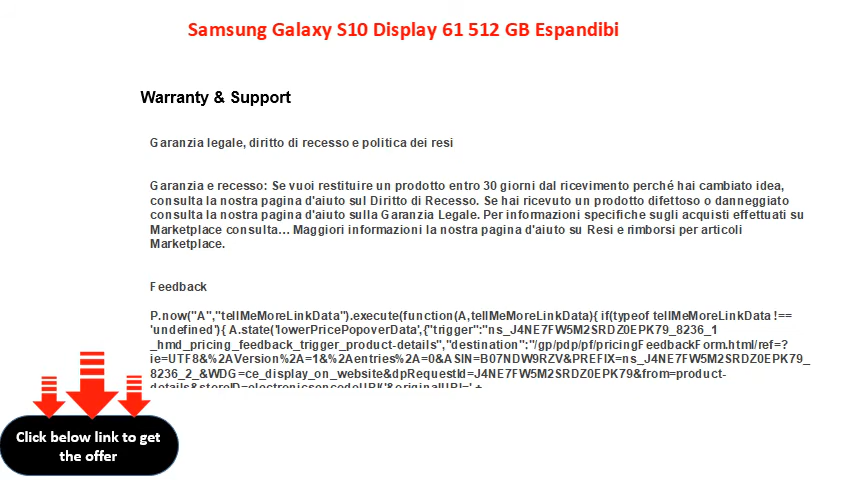 Samsung Galaxy S10 Display 61 512 GB Espandibi
Warranty & Support
Garanzia legale, diritto di recesso e politica dei resi
Garanzia e recesso: Se vuoi restituire un prodotto entro 30 giorni dal ricevimento perché hai cambiato idea,
consulta la nostra pagina d'aiuto sul Diritto di Recesso. Se hai ricevuto un prodotto difettoso o danneggiato
consulta la nostra pagina d'aiuto sulla Garanzia Legale. Per informazioni specifiche sugli acquisti effettuati su
Marketplace consulta... Maggiori informazioni la nostra pagina d'aiuto su Resi e rimborsi per articoli
Marketplace.
Feedback
P.now("A","tellMeMoreLinkData").execute(function(A,tellMeMoreLinkData){ if(typeof tellMeMoreLinkData !==
'undefined'){ A.state('lowerPricePopoverData',{"trigger":"ns_J4NE7FW5M2SRDZ0EPK79_8236_1
_hmd_pricing_feedback_trigger_product-details","destination":"/gp/pdp/pf/pricingFeedbackForm.html/ref=?
ie=UTF8&%2AVersion%2A=1&%2Aentries%2A=0&ASIN=B07NDW9RZV&PREFIX=ns_J4NE7FW5M2SRDZ0EPK79_
8236_2_&WDG=ce_display_on_website&dpRequestId=J4NE7FW5M2SRDZ0EPK79&from=product-
details&storeID=electronicsencodeURI('&originalURI=' +
Click below link to get
the offer